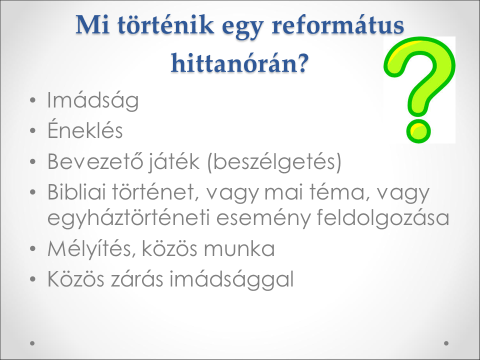 Mi történik egy református
hittanórán?
• Imádság
• Éneklés
• Bevezető játék (beszélgetés)
• Bibliai történet, vagy mai téma, vagy
egyháztörténeti esemény feldolgozása
• Mélyítés, közös munka
• Közös zárás imádsággal